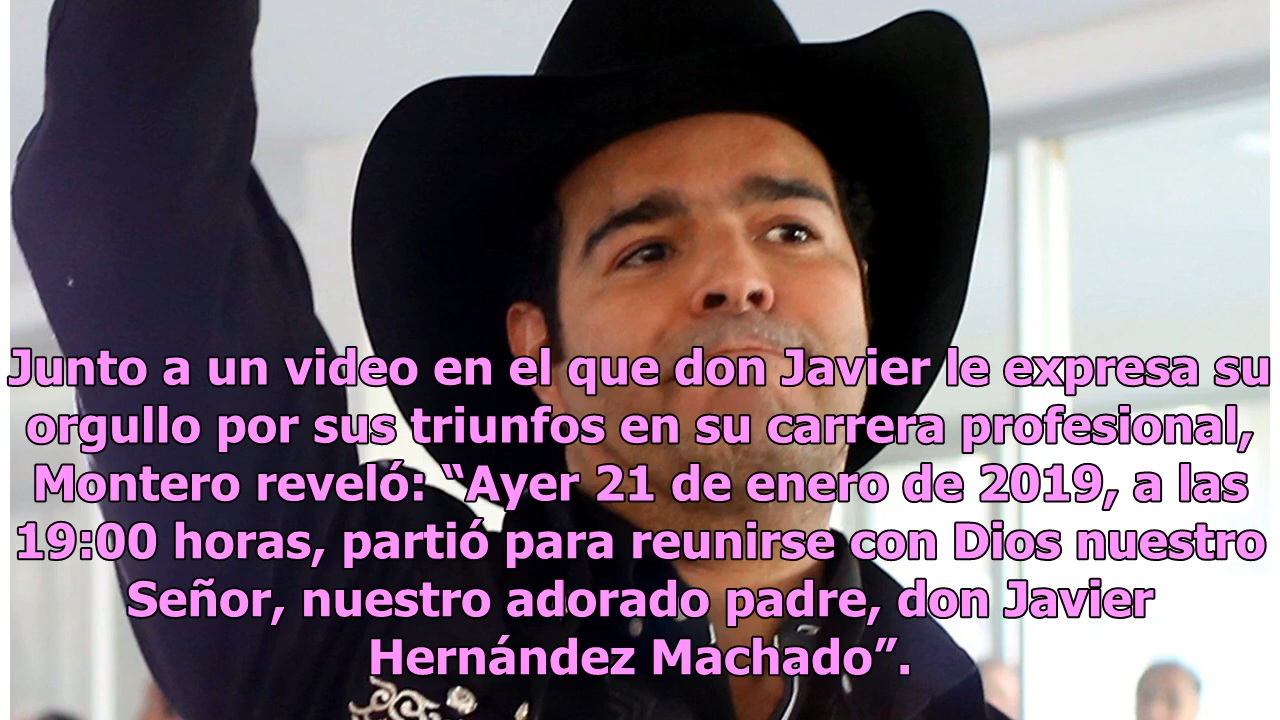 Junto a un video en el que don Javier le expresa su
orgullo por sus triunfos en su carrera profesional,
Montero reveló: “Ayer 21 de enero de 2019, a las
19:00 horas, partió para reunirse con Dios nuestro
Señor, nuestro adorado padre, don Javier
Hernández Machado”.